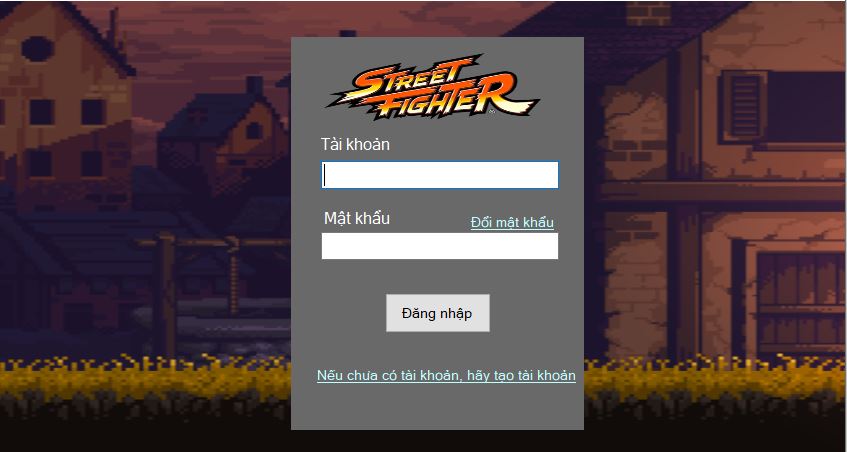 STREET
FIGHTER
Tài khoản
Mật khẩu
Đổi mật khẩu
Đăng nhập
Nếu chưa có tài khoản, hãy tạo tài khoản